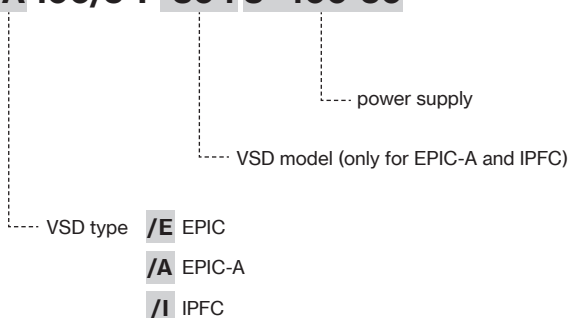 power supply
VSD model (only for EPIC-A and IPFC)
VSD type /E EPIC
/A EPIC-A
/I IPFC